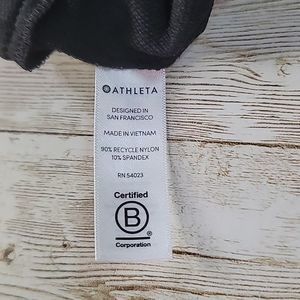 ATHLETA
DESIGNED IN
SAN FRANCISCO
MADE IN VIETNAM
90% RECYCLE NYLON
10% SPANDEX
RN 54023
Certified
B
®
Corporation